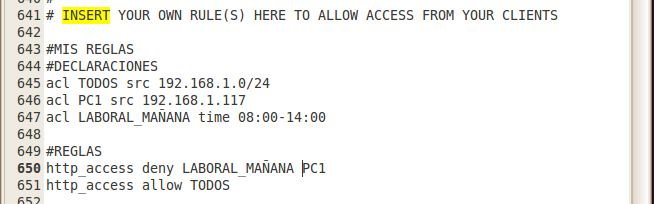 641 # INSERT YOUR OWN RULE(S) HERE TO ALLOW ACCESS FROM YOUR CLIENTS
642
643 #MIS REGLAS
644 #DECLARACIONES
645 acl TODOS src 192.168.1.0/24
646 acl PC1 src 192.168.1.117
647 acl LABORAL_MAÑANA time 08:00-14:00
648
649 #REGLAS
650 http_access deny LABORAL_MAÑANA PC1
651 http_access allow TODOS
652